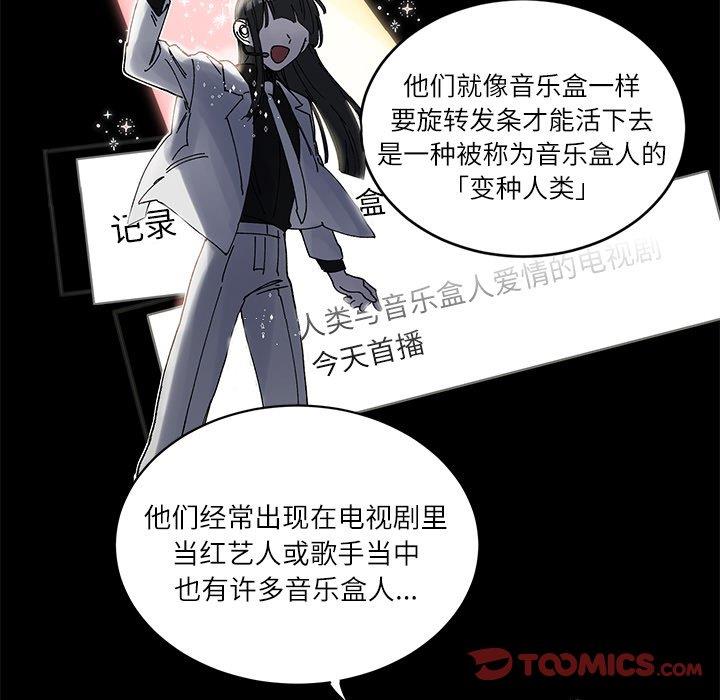 他们就像音乐盒一样
要旋转发条才能活下去
是一种被称为音乐盒人的
「变种人类」
记录
盒
人类与音乐盒人爱情的电视剧
今天首播
他们经常出现在电视剧里
当红艺人或歌手当中
也有许多音乐盒人...
TOOMICS.COM